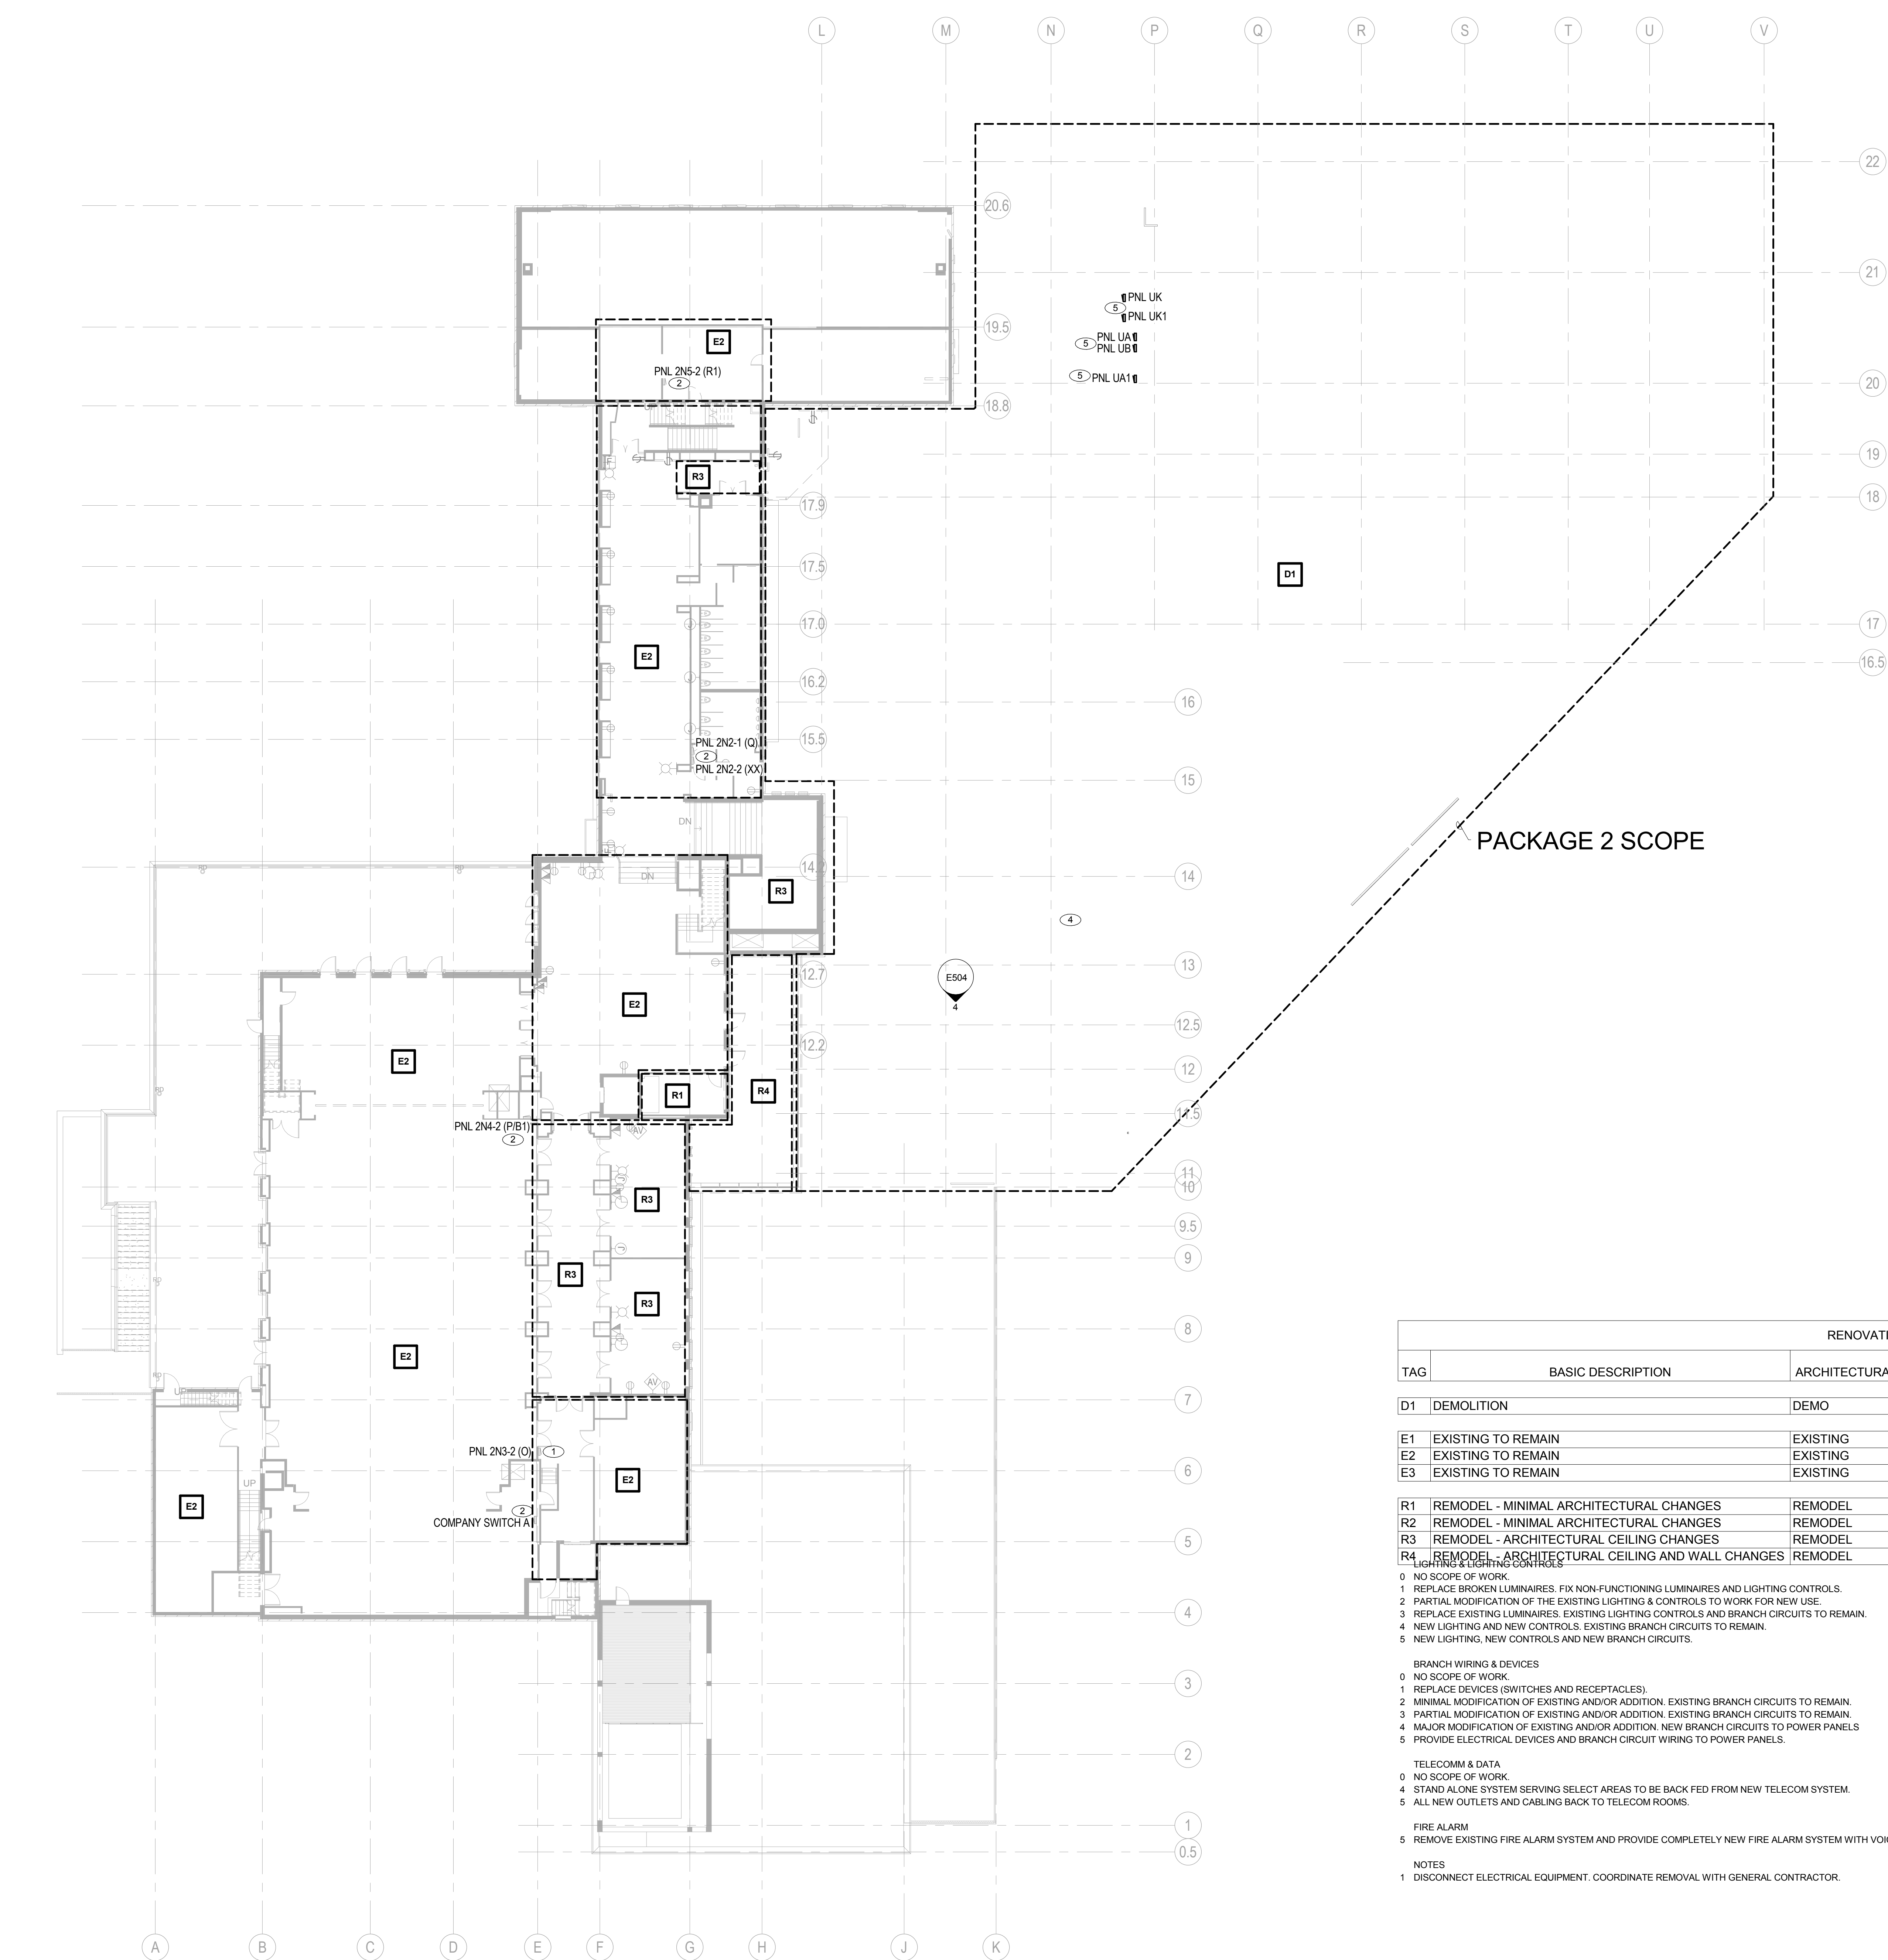 L M N P Q R S T U V
22
20.6
21
PNL UK
5
PNL UK1
19.5
E2
PNL UA
5
PNL UB
PNL 2N5-2 (R1)
2
5 PNL UA1
20
18.8
19
F
R3
18
17.9
17.5
D1
J
17.0
17
E2
16.5
J
16.2
16
J
PNL 2N2-1 (Q)
15.5
2
PNL 2N2-2 (XX)
15
DN
PACKAGE 2 SCOPE
F
DN
14
RD
RD
R3
4
13
12.7
E504
4
E2
12.5
12.2
E2
12
RD
R1
R4
11.5
PNL 2N4-2 (P/B1)
2
AV
11
10
J
R3
9.5
J
9
R3
RD
R3
8
E2
AV
RD
UP
7
PNL 2N3-2 (O) 1
6
E2
UP
E2
2
COMPANY SWITCH A
5
4
3
2
1
0.5
A B C D E F G H J K
RENOVATI
TAG BASIC DESCRIPTION ARCHITECTURA
D1 DEMOLITION DEMO
E1 EXISTING TO REMAIN EXISTING
E2 EXISTING TO REMAIN EXISTING
E3 EXISTING TO REMAIN EXISTING
R1 REMODEL - MINIMAL ARCHITECTURAL CHANGES REMODEL
R2 REMODEL - MINIMAL ARCHITECTURAL CHANGES REMODEL
R3 REMODEL - ARCHITECTURAL CEILING CHANGES REMODEL
R4 REMODEL - ARCHITECTURAL CEILING AND WALL CHANGES REMODEL
LIGHTING & LIGHTING CONTROLS
0 NO SCOPE OF WORK.
1 REPLACE BROKEN LUMINAIRES. FIX NON-FUNCTIONING LUMINAIRES AND LIGHTING CONTROLS.
2 PARTIAL MODIFICATION OF THE EXISTING LIGHTING & CONTROLS TO WORK FOR NEW USE.
3 REPLACE EXISTING LUMINAIRES. EXISTING LIGHTING CONTROLS AND BRANCH CIRCUITS TO REMAIN.
4 NEW LIGHTING AND NEW CONTROLS. EXISTING BRANCH CIRCUITS TO REMAIN.
5 NEW LIGHTING, NEW CONTROLS AND NEW BRANCH CIRCUITS.
BRANCH WIRING & DEVICES
0 NO SCOPE OF WORK.
1 REPLACE DEVICES (SWITCHES AND RECEPTACLES).
2 MINIMAL MODIFICATION OF EXISTING AND/OR ADDITION. EXISTING BRANCH CIRCUITS TO REMAIN.
3 PARTIAL MODIFICATION OF EXISTING AND/OR ADDITION. EXISTING BRANCH CIRCUITS TO REMAIN.
4 MAJOR MODIFICATION OF EXISTING AND/OR ADDITION. NEW BRANCH CIRCUITS TO POWER PANELS
5 PROVIDE ELECTRICAL DEVICES AND BRANCH CIRCUIT WIRING TO POWER PANELS.
TELECOMM & DATA
0 NO SCOPE OF WORK.
4 STAND ALONE SYSTEM SERVING SELECT AREAS TO BE BACK FED FROM NEW TELECOM SYSTEM.
5 ALL NEW OUTLETS AND CABLING BACK TO TELECOM ROOMS.
FIRE ALARM
5 REMOVE EXISTING FIRE ALARM SYSTEM AND PROVIDE COMPLETELY NEW FIRE ALARM SYSTEM WITH VOI
NOTES
1 DISCONNECT ELECTRICAL EQUIPMENT. COORDINATE REMOVAL WITH GENERAL CONTRACTOR.